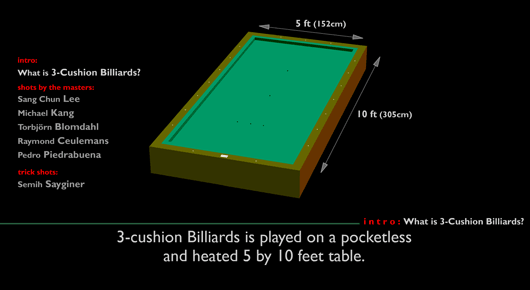 5 ft (152cm)
intro:
What is 3-Cushion Billiards?
shots by the masters:
Sang Chun Lee
Michael Kang
Torbjörn Blomdahl
Raymond Ceulemans
Pedro Piedrabuena
trick shots:
Semih Sayginer
10 ft (305cm)
intro: What is 3-Cushion Billiards?
3-cushion Billiards is played on a pocketless
and heated 5 by 10 feet table.